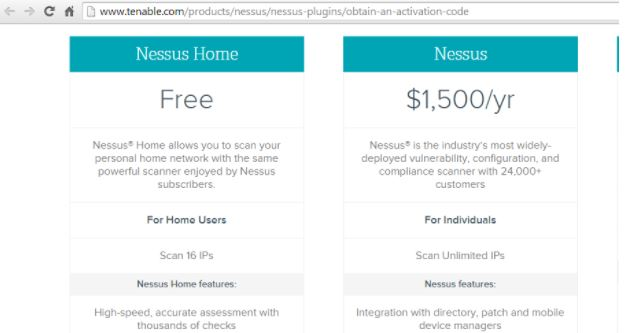 www.tenable.com/products/nessus/nessus-plugins/obtain-an-activation-code
Nessus Home
Free
Nessus® Home allows you to scan your
personal home network with the same
powerful scanner enjoyed by Nessus
subscribers.
For Home Users
Scan 16 IPs
Nessus Home features:
High-speed, accurate assessment with
thousands of checks
Nessus
$1,500/yr
Nessus® is the industry's most widely-
deployed vulnerability, configuration, and
compliance scanner with 24,000+
customers
For Individuals
Scan Unlimited IPs
Nessus features:
Integration with directory, patch and mobile
device managers